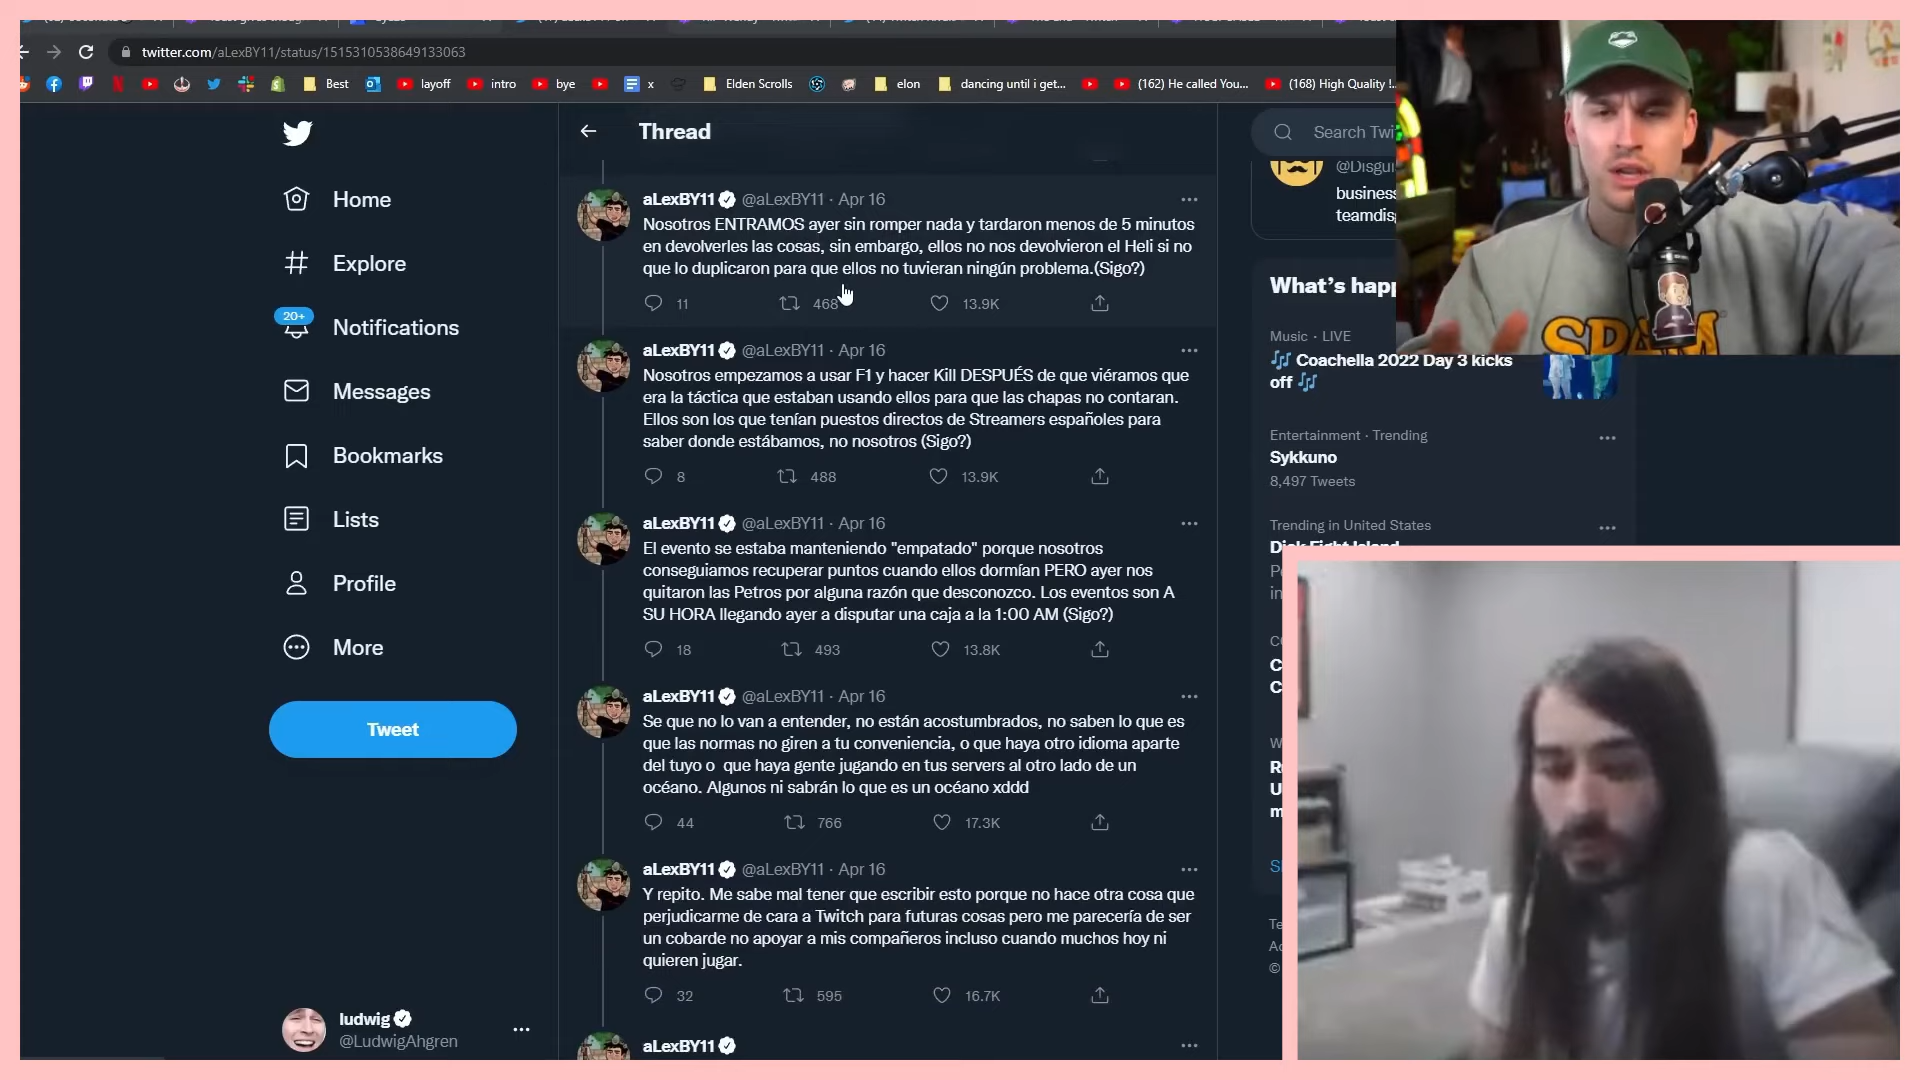 twitter.com/aLexBY11/status/1515310538649133063
Best
layoff
intro
bye
x
Elden Scrolls
elon
dancing until i get...
(162) He called You...
(168) High Quality !..
Thread
Search Twi
Home
Explore
20+
Notifications
Messages
Bookmarks
Lists
Profile
More
Tweet
ludwig
@LudwigAhgren
...
aLexBY11 @aLexBY11 · Apr 16
Nosotros ENTRAMOS ayer sin romper nada y tardaron menos de 5 minutos
en devolverles las cosas, sin embargo, ellos no nos devolvieron el Heli si no
que lo duplicaron para que ellos no tuvieran ningún problema.(Sigo?)
11 468 13.9K
aLexBY11 @aLexBY11 · Apr 16
Nosotros empezamos a usar F1 y hacer Kill DESPUÉS de que viéramos que
era la táctica que estaban usando ellos para que las chapas no contaran.
Ellos son los que tenían puestos directos de Streamers españoles para
saber donde estábamos, no nosotros (Sigo?)
8 488 13.9K
aLexBY11 @aLexBY11 · Apr 16
El evento se estaba manteniendo "empatado" porque nosotros
conseguiamos recuperar puntos cuando ellos dormían PERO ayer nos
quitaron las Petros por alguna razón que desconozco. Los eventos son A
SU HORA llegando ayer a disputar una caja a la 1:00 AM (Sigo?)
18 493 13.8K
aLexBY11 @aLexBY11 · Apr 16
Se que no lo van a entender, no están acostumbrados, no saben lo que es
que las normas no giren a tu conveniencia, o que haya otro idioma aparte
del tuyo o que haya gente jugando en tus servers al otro lado de un
océano. Algunos ni sabrán lo que es un océano xddd
44 766 17.3K
aLexBY11 @aLexBY11 · Apr 16
Y repito. Me sabe mal tener que escribir esto porque no hace otra cosa que
perjudicarme de cara a Twitch para futuras cosas pero me parecería de ser
un cobarde no apoyar a mis compañeros incluso cuando muchos hoy ni
quieren jugar.
32 595 16.7K
aLexBY11
@Disgui
business
teamdisg
What's happ
Music · LIVE
Coachella 2022 Day 3 kicks
off
Entertainment · Trending
Sykkuno
8,497 Tweets
Trending in United States
SPAM